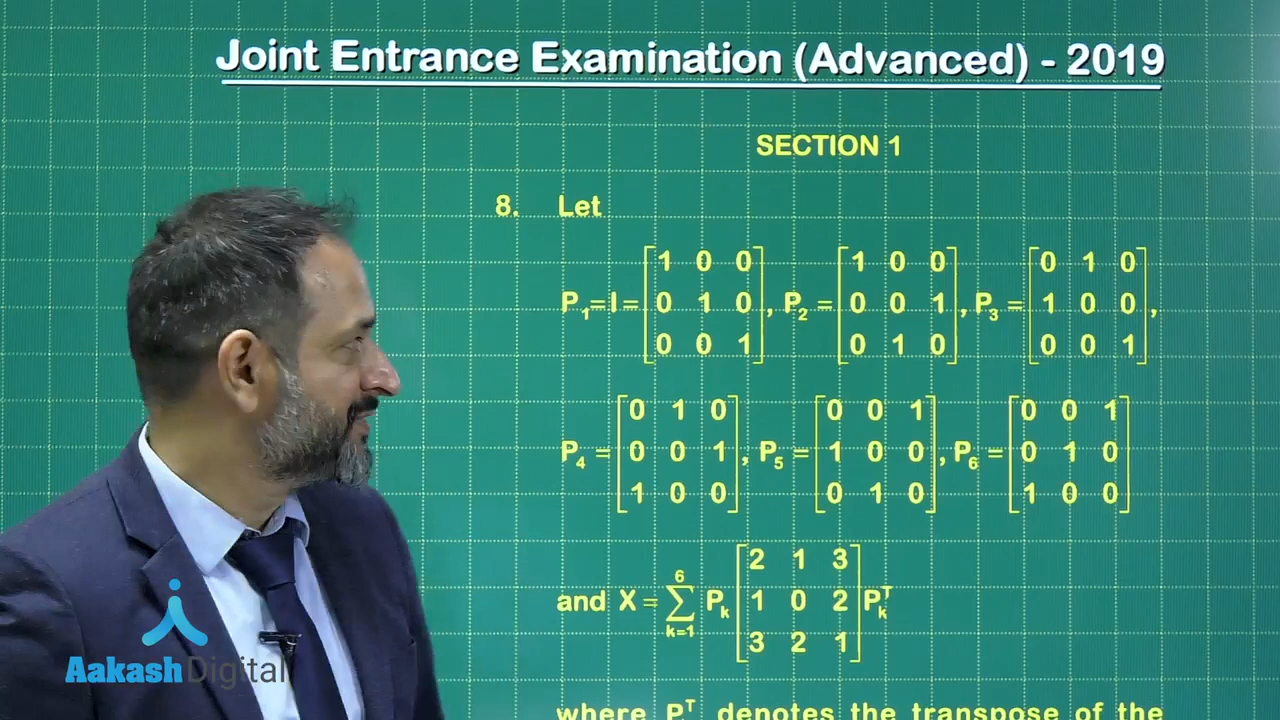 Joint Entrance Examination (Advanced) - 2019
SECTION 1
8. Let
P₁=I= [1 0 0; 0 1 0; 0 0 1], P₂ = [1 0 0; 0 0 1; 0 1 0], P₃ = [0 1 0; 1 0 0; 0 0 1],
P₄ = [0 1 0; 0 0 1; 1 0 0], P₅ = [0 0 1; 1 0 0; 0 1 0], P₆ = [0 0 1; 0 1 0; 1 0 0]
and X = ∑_{k=1}^{6} Pₖ [2 1 3; 1 0 2; 3 2 1] Pₖᵀ
where Pₖᵀ denotes the transpose of the
Aakash Digital